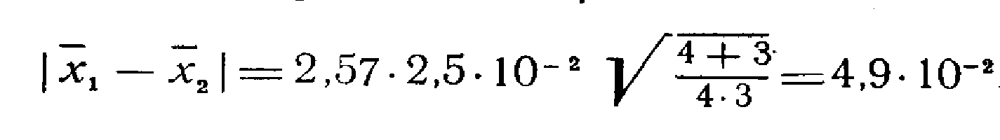 |x̄₁ − x̄₂| = 2,57 · 2,5 · 10⁻² √((4 + 3)/(4 · 3)) = 4,9 · 10⁻²